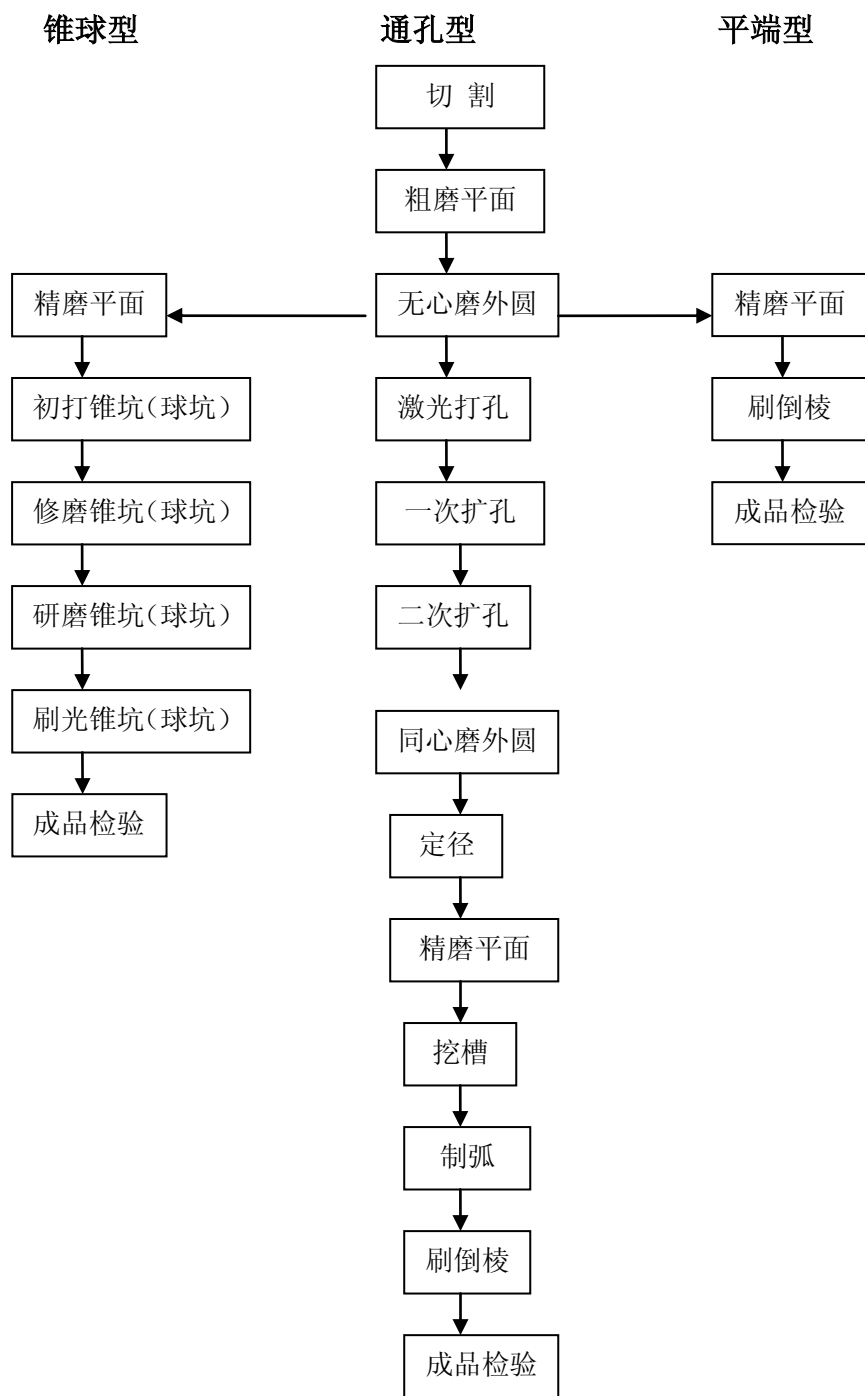 锥球型 通孔型 平端型
切 割
粗磨平面
精磨平面 无心磨外圆 精磨平面
初打锥坑(球坑) 激光打孔 刷倒棱
修磨锥坑(球坑) 一次扩孔 成品检验
研磨锥坑(球坑) 二次扩孔
刷光锥坑(球坑) 同心磨外圆
成品检验 定径
精磨平面
挖槽
制弧
刷倒棱
成品检验